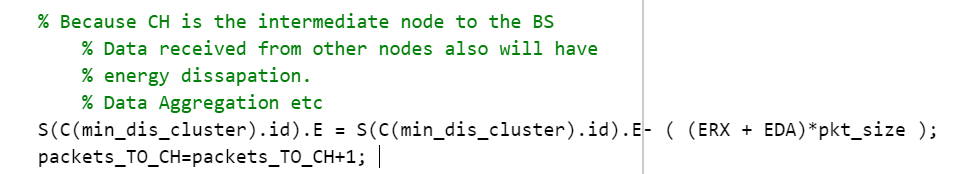 % Because CH is the intermediate node to the BS
% Data received from other nodes also will have
% energy dissapation.
% Data Aggregation etc
S(C(min_dis_cluster).id).E = S(C(min_dis_cluster).id).E- ( (ERX + EDA)*pkt_size );
packets_TO_CH=packets_TO_CH+1;